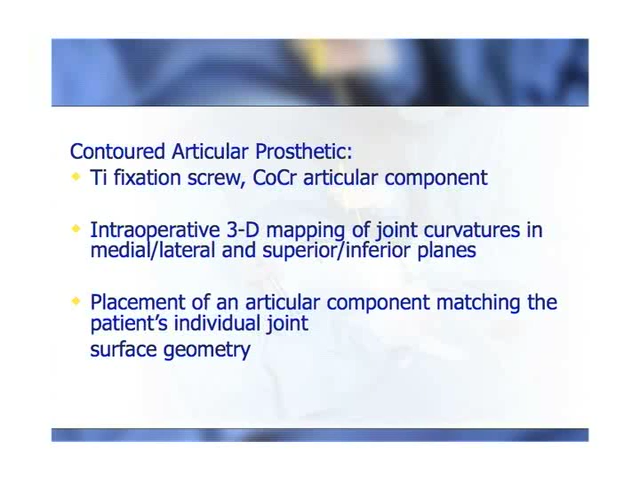 Contoured Articular Prosthetic:
Ti fixation screw, CoCr articular component
Intraoperative 3-D mapping of joint curvatures in
medial/lateral and superior/inferior planes
Placement of an articular component matching the
patient's individual joint
surface geometry